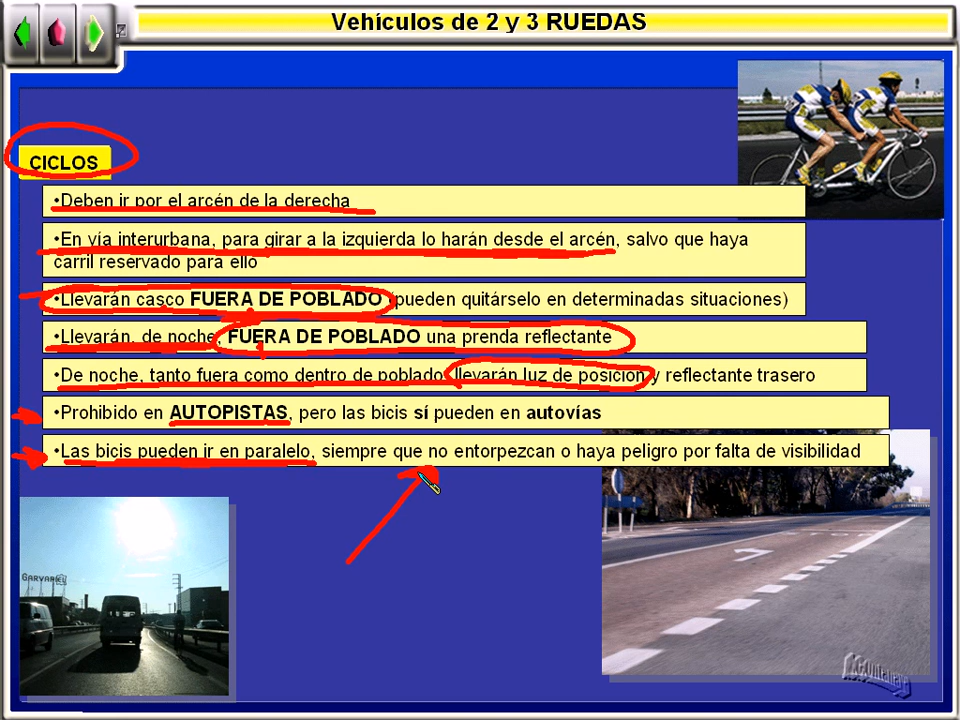 Vehículos de 2 y 3 RUEDAS
CICLOS
•Deben ir por el arcén de la derecha
•En vía interurbana, para girar a la izquierda lo harán desde el arcén, salvo que haya
carril reservado para ello
•Llevarán casco FUERA DE POBLADO (pueden quitárselo en determinadas situaciones)
•Llevarán, de noche, FUERA DE POBLADO una prenda reflectante
•De noche, tanto fuera como dentro de poblado, llevarán luz de posición y reflectante trasero
•Prohibido en AUTOPISTAS, pero las bicis sí pueden en autovías
•Las bicis pueden ir en paralelo, siempre que no entorpezcan o haya peligro por falta de visibilidad